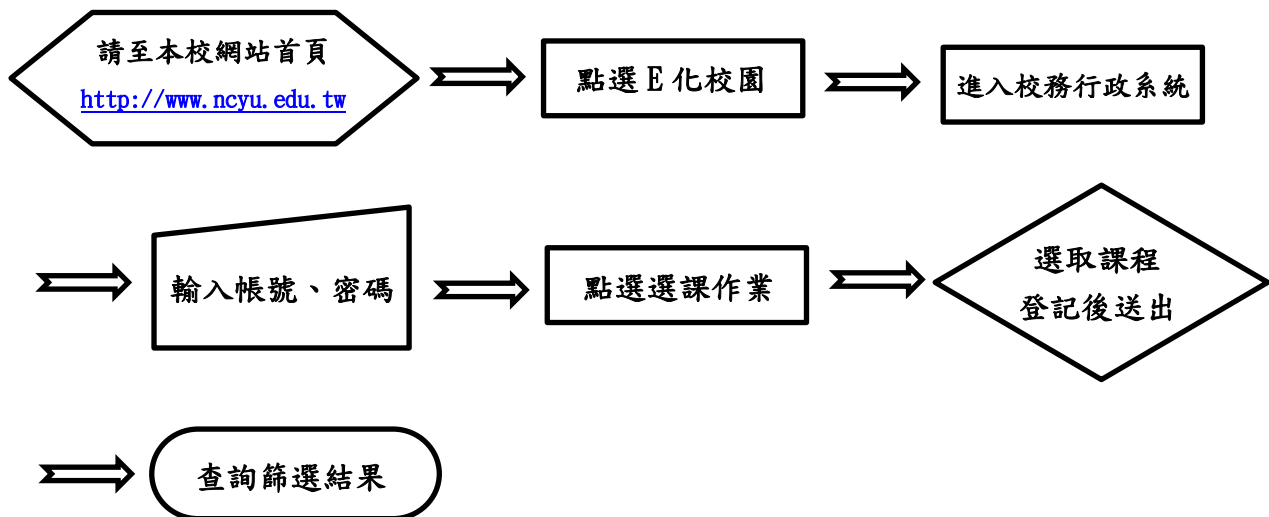 請至本校網站首頁
http://www.ncyu.edu.tw
點選E化校園
進入校務行政系統
輸入帳號、密碼
點選選課作業
選取課程
登記後送出
查詢篩選結果